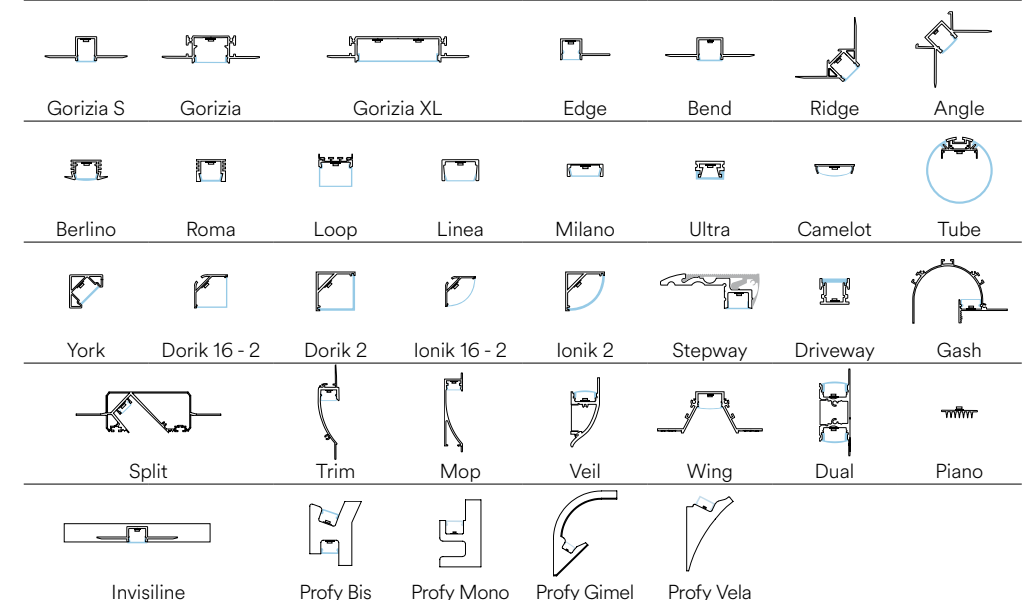 Gorizia S Gorizia Gorizia XL Edge Bend Ridge Angle
Berlino Roma Loop Linea Milano Ultra Camelot Tube
York Dorik 16 - 2 Dorik 2 Ionik 16 - 2 Ionik 2 Stepway Driveway Gash
Split Trim Mop Veil Wing Dual Piano
Invisiline Profy Bis Profy Mono Profy Gimel Profy Vela